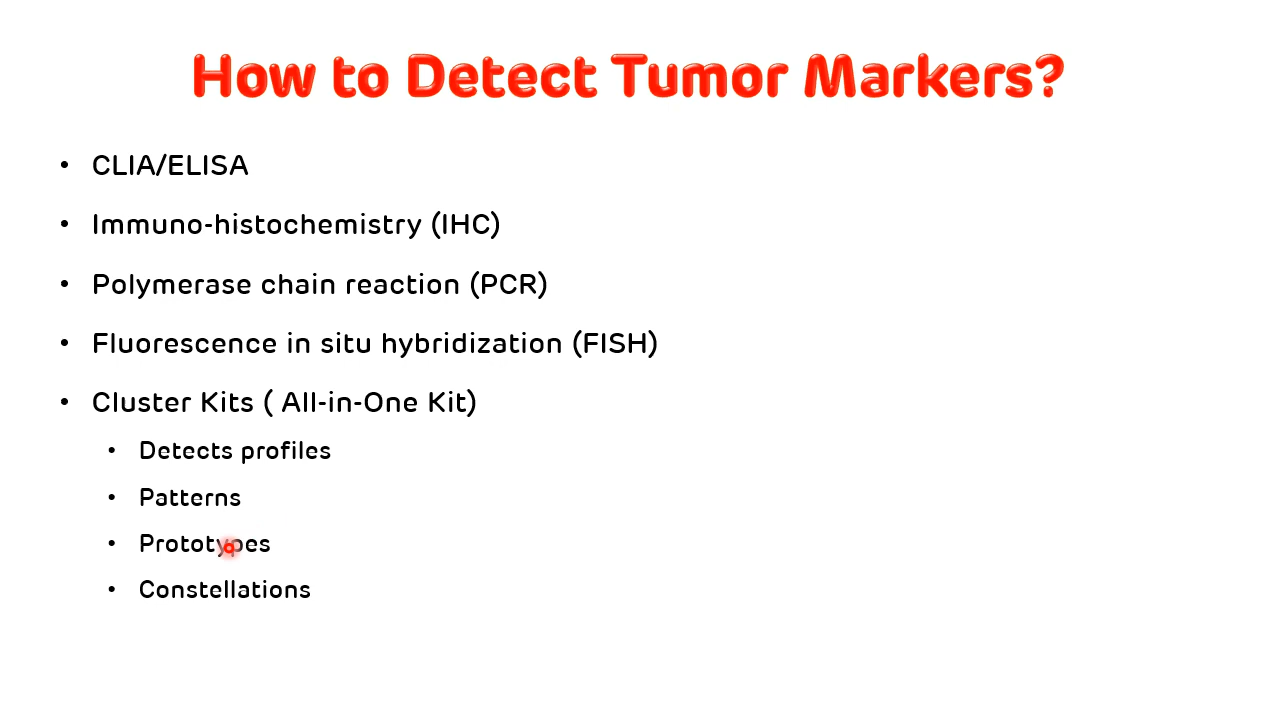 How to Detect Tumor Markers?
• CLIA/ELISA
• Immuno-histochemistry (IHC)
• Polymerase chain reaction (PCR)
• Fluorescence in situ hybridization (FISH)
• Cluster Kits ( All-in-One Kit)
• Detects profiles
• Patterns
• Prototypes
• Constellations